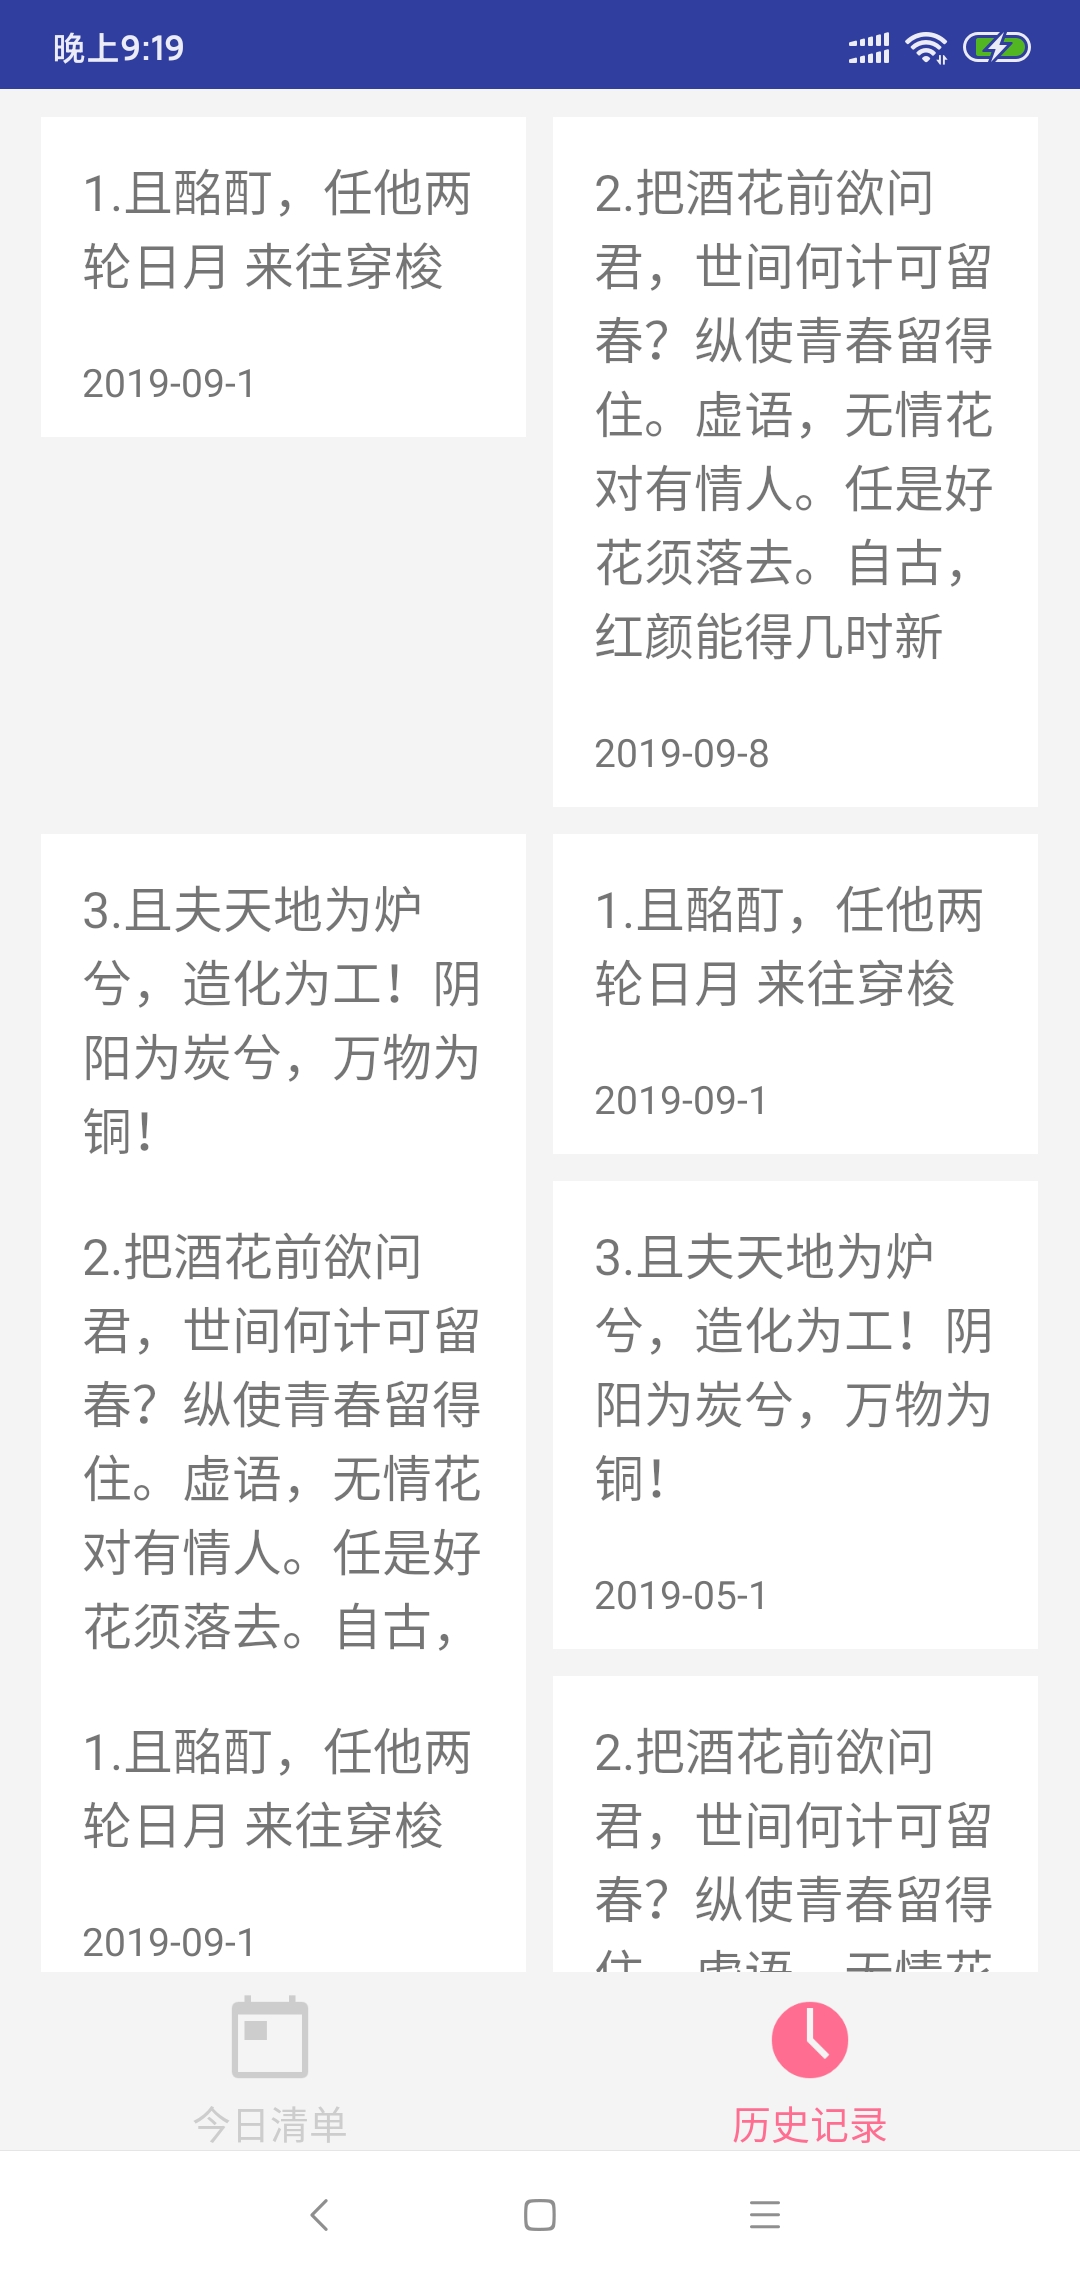 晚上9:19
1.且酩酊，任他两
轮日月 来往穿梭
2019-09-1
2.把酒花前欲问
君，世间何计可留
春？纵使青春留得
住。虚语，无情花
对有情人。任是好
花须落去。自古，
红颜能得几时新
2019-09-8
3.且夫天地为炉
兮，造化为工！阴
阳为炭兮，万物为
铜！
2.把酒花前欲问
君，世间何计可留
春？纵使青春留得
住。虚语，无情花
对有情人。任是好
花须落去。自古，
1.且酩酊，任他两
轮日月 来往穿梭
2019-09-1
1.且酩酊，任他两
轮日月 来往穿梭
2019-09-1
3.且夫天地为炉
兮，造化为工！阴
阳为炭兮，万物为
铜！
2019-05-1
2.把酒花前欲问
君，世间何计可留
春？纵使青春留得
住。虚语，无情花
今日清单
历史记录